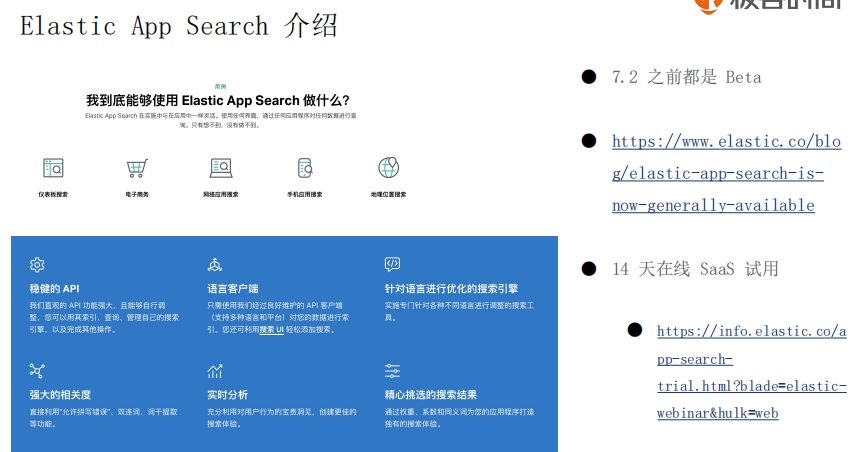 Elastic App Search 介绍
用例
我到底能够使用 Elastic App Search 做什么?
Elastic App Search 在实施中与在应用中一样灵活。使用任何界面，通过任何应用程序对任何数据进行查
询。只有想不到，没有做不到。
仪表板搜索
电子商务
网络应用搜索
手机应用搜索
地理位置搜索
稳健的 API
我们直观的 API 功能强大，且能够自行调
整，您可以用其索引、查询、管理自己的搜索
引擎，以及完成其他操作。
语言客户端
只需使用我们经过良好维护的 API 客户端
（支持多种语言和平台）对您的数据进行索
引。您还可利用搜索 UI 轻松添加搜索。
针对语言进行优化的搜索引擎
实施专门针对各种不同语言进行调整的搜索工
具。
强大的相关度
直接利用“允许拼写错误”、双连词、词干提取
等功能。
实时分析
充分利用对用户行为的宝贵洞见，创建更佳的
搜索体验。
精心挑选的搜索结果
通过权重、系数和同义词为您的应用程序打造
独有的搜索体验。
● 7.2 之前都是 Beta
● https://www.elastic.co/blo
g/elastic-app-search-is-
now-generally-available
● 14 天在线 SaaS 试用
● https://info.elastic.co/a
pp-search-
trial.html?blade=elastic-
webinar&hulk=web